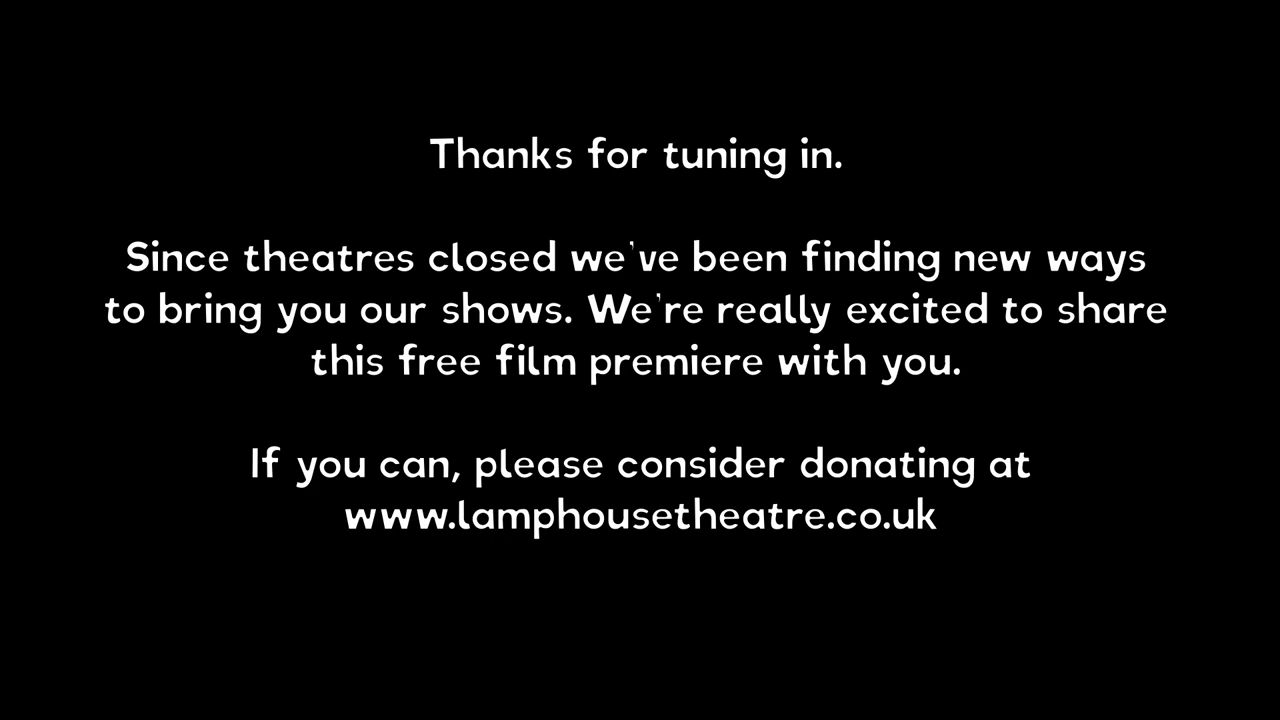 Thanks for tuning in.
Since theatres closed we've been finding new ways
to bring you our shows. We're really excited to share
this free film premiere with you.
If you can, please consider donating at
www.lamphousetheatre.co.uk